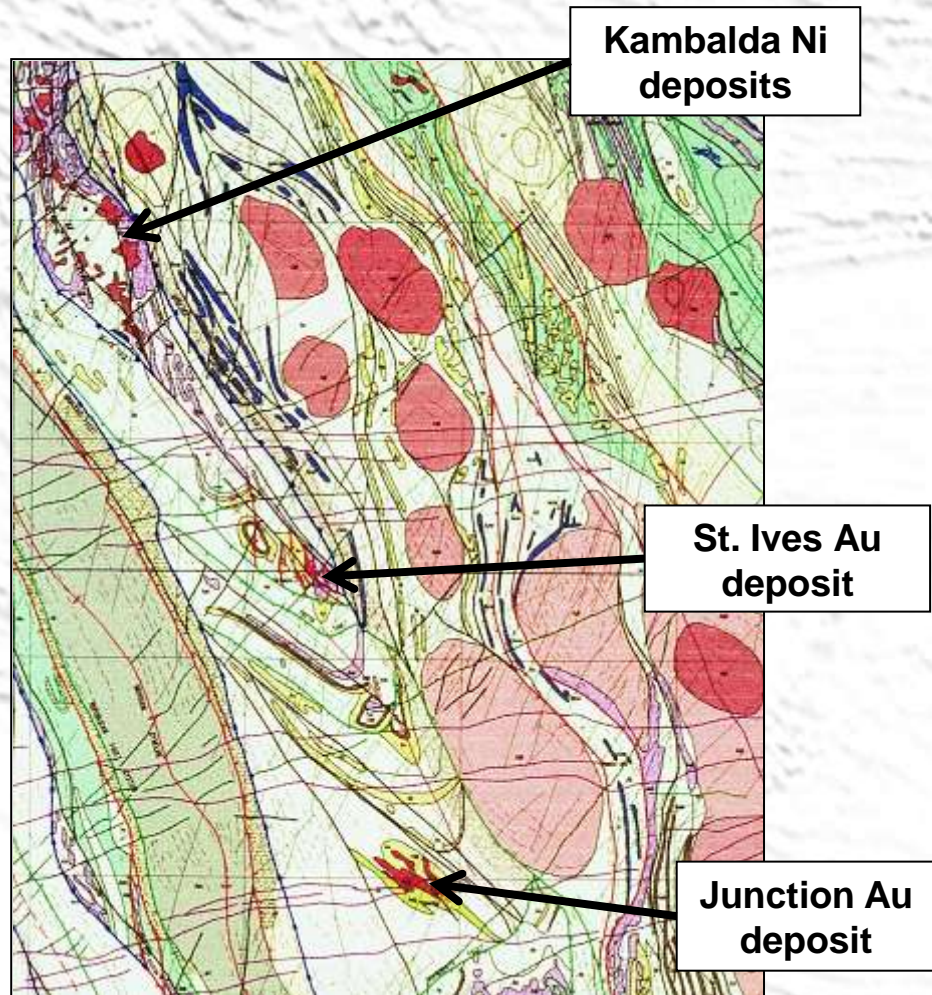 Kambalda Ni
deposits
St. Ives Au
deposit
Junction Au
deposit